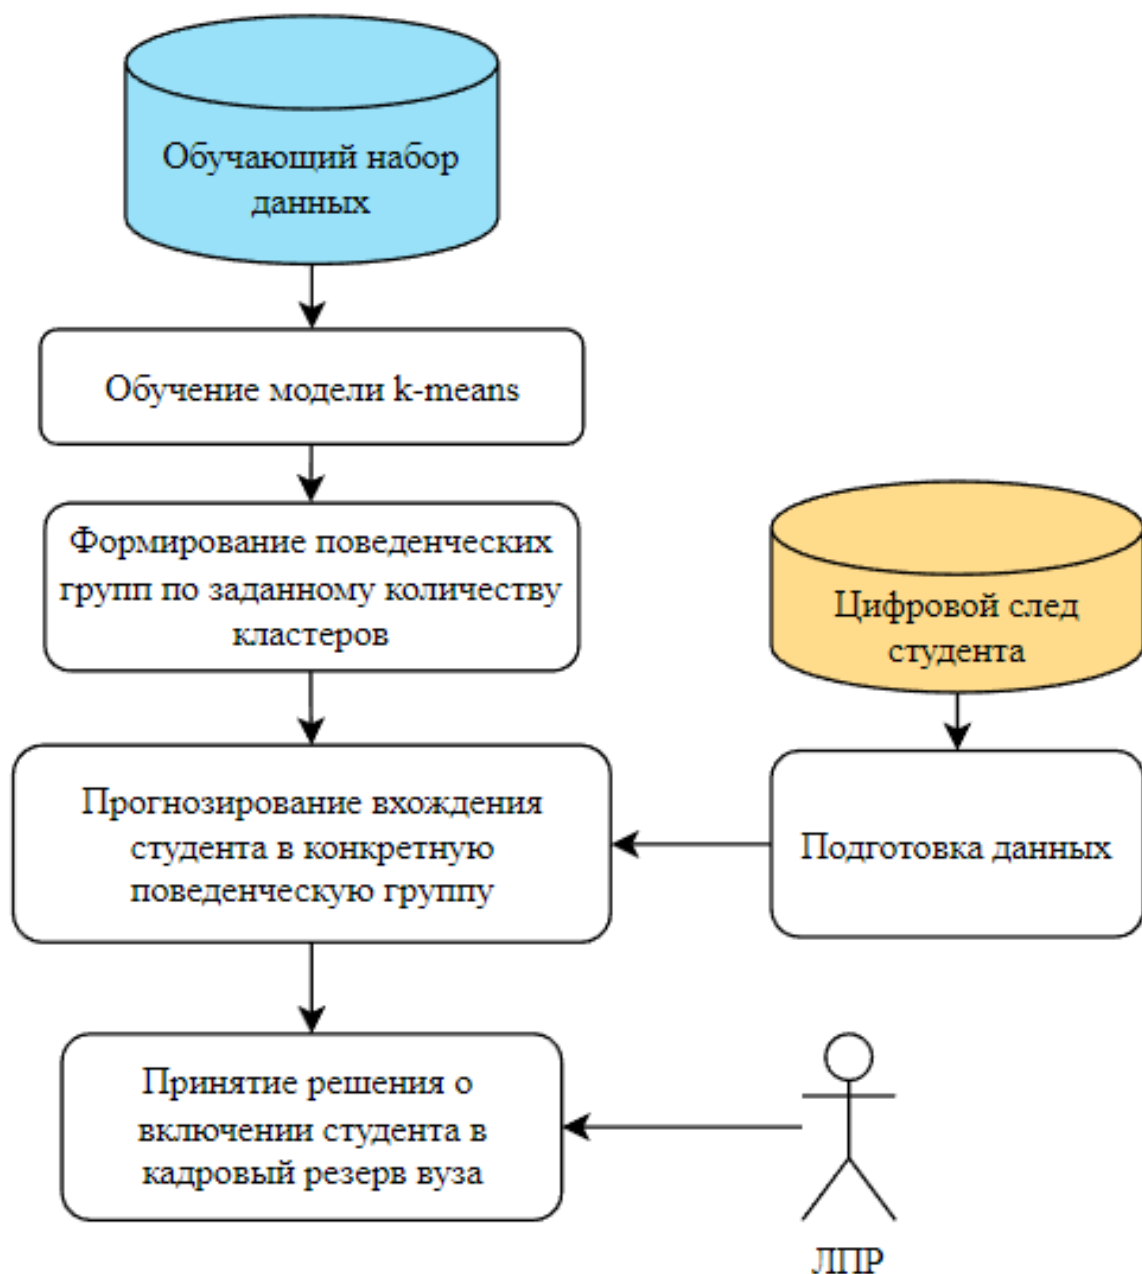 Обучающий набор
данных
Обучение модели k-means
Формирование поведенческих
групп по заданному количеству
кластеров
Цифровой след
студента
Прогнозирование вхождения
студента в конкретную
поведенческую группу
Подготовка данных
Принятие решения о
включении студента в
кадровый резерв вуза
ЛПР